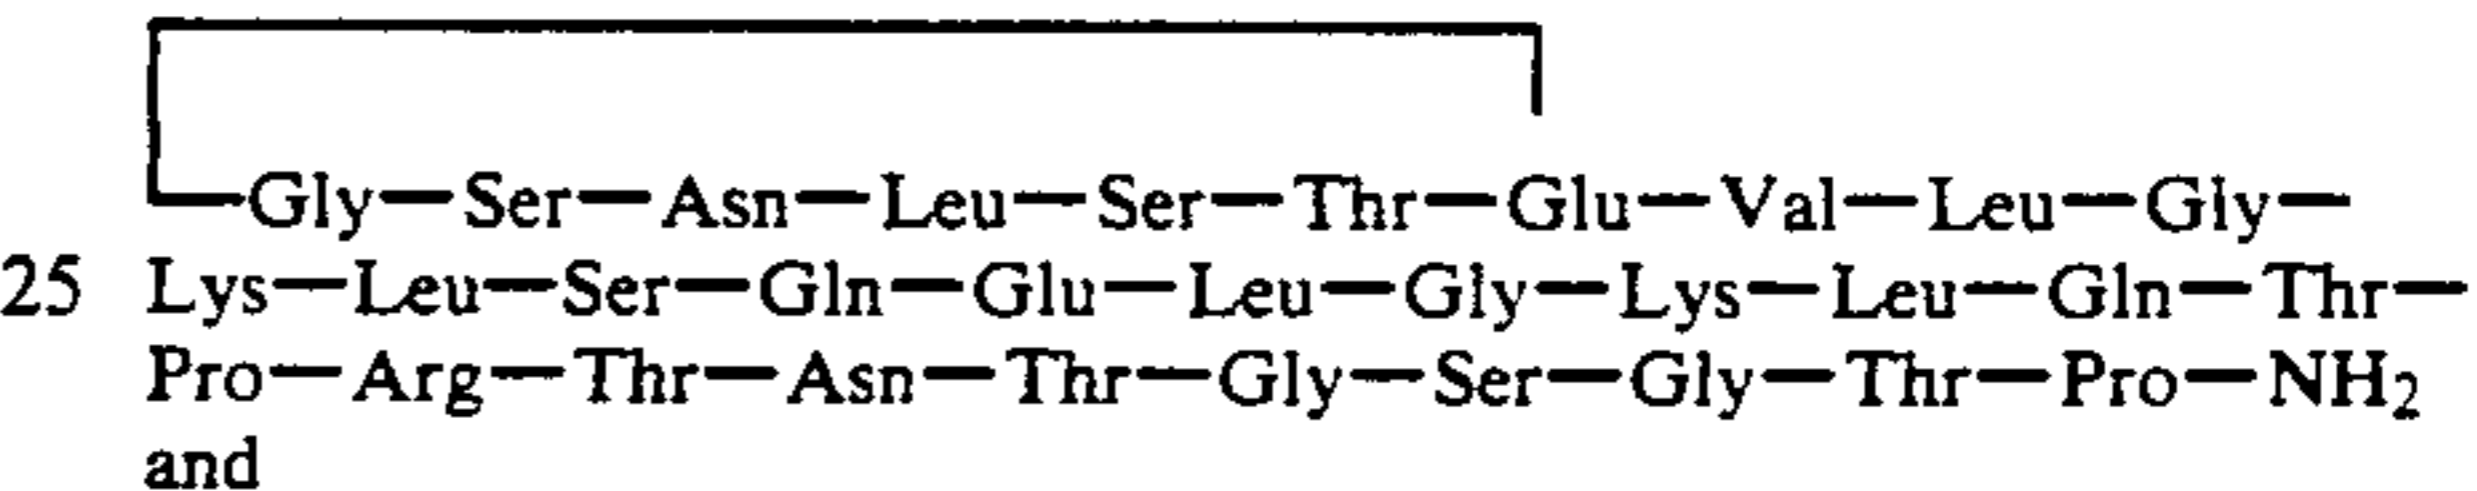 Gly—Ser—Asn—Leu—Ser—Thr—Glu—Val—Leu—Gly—
25 Lys—Leu—Ser—Gln—Glu—Leu—Gly—Lys—Leu—Gln—Thr—
Pro—Arg—Thr—Asn—Thr—Gly—Ser—Gly—Thr—Pro—NH₂
and